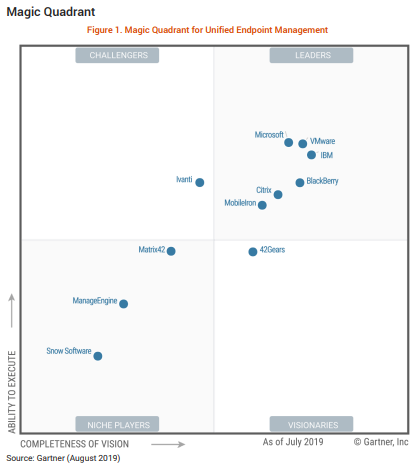 Magic Quadrant
Figure 1. Magic Quadrant for Unified Endpoint Management
CHALLENGERS
LEADERS
Microsoft
VMware
IBM
Ivanti
BlackBerry
Citrix
MobileIron
Matrix42
42Gears
ManageEngine
Snow Software
ABILITY TO EXECUTE
NICHE PLAYERS
VISIONARIES
COMPLETENESS OF VISION
As of July 2019
© Gartner, Inc
Source: Gartner (August 2019)